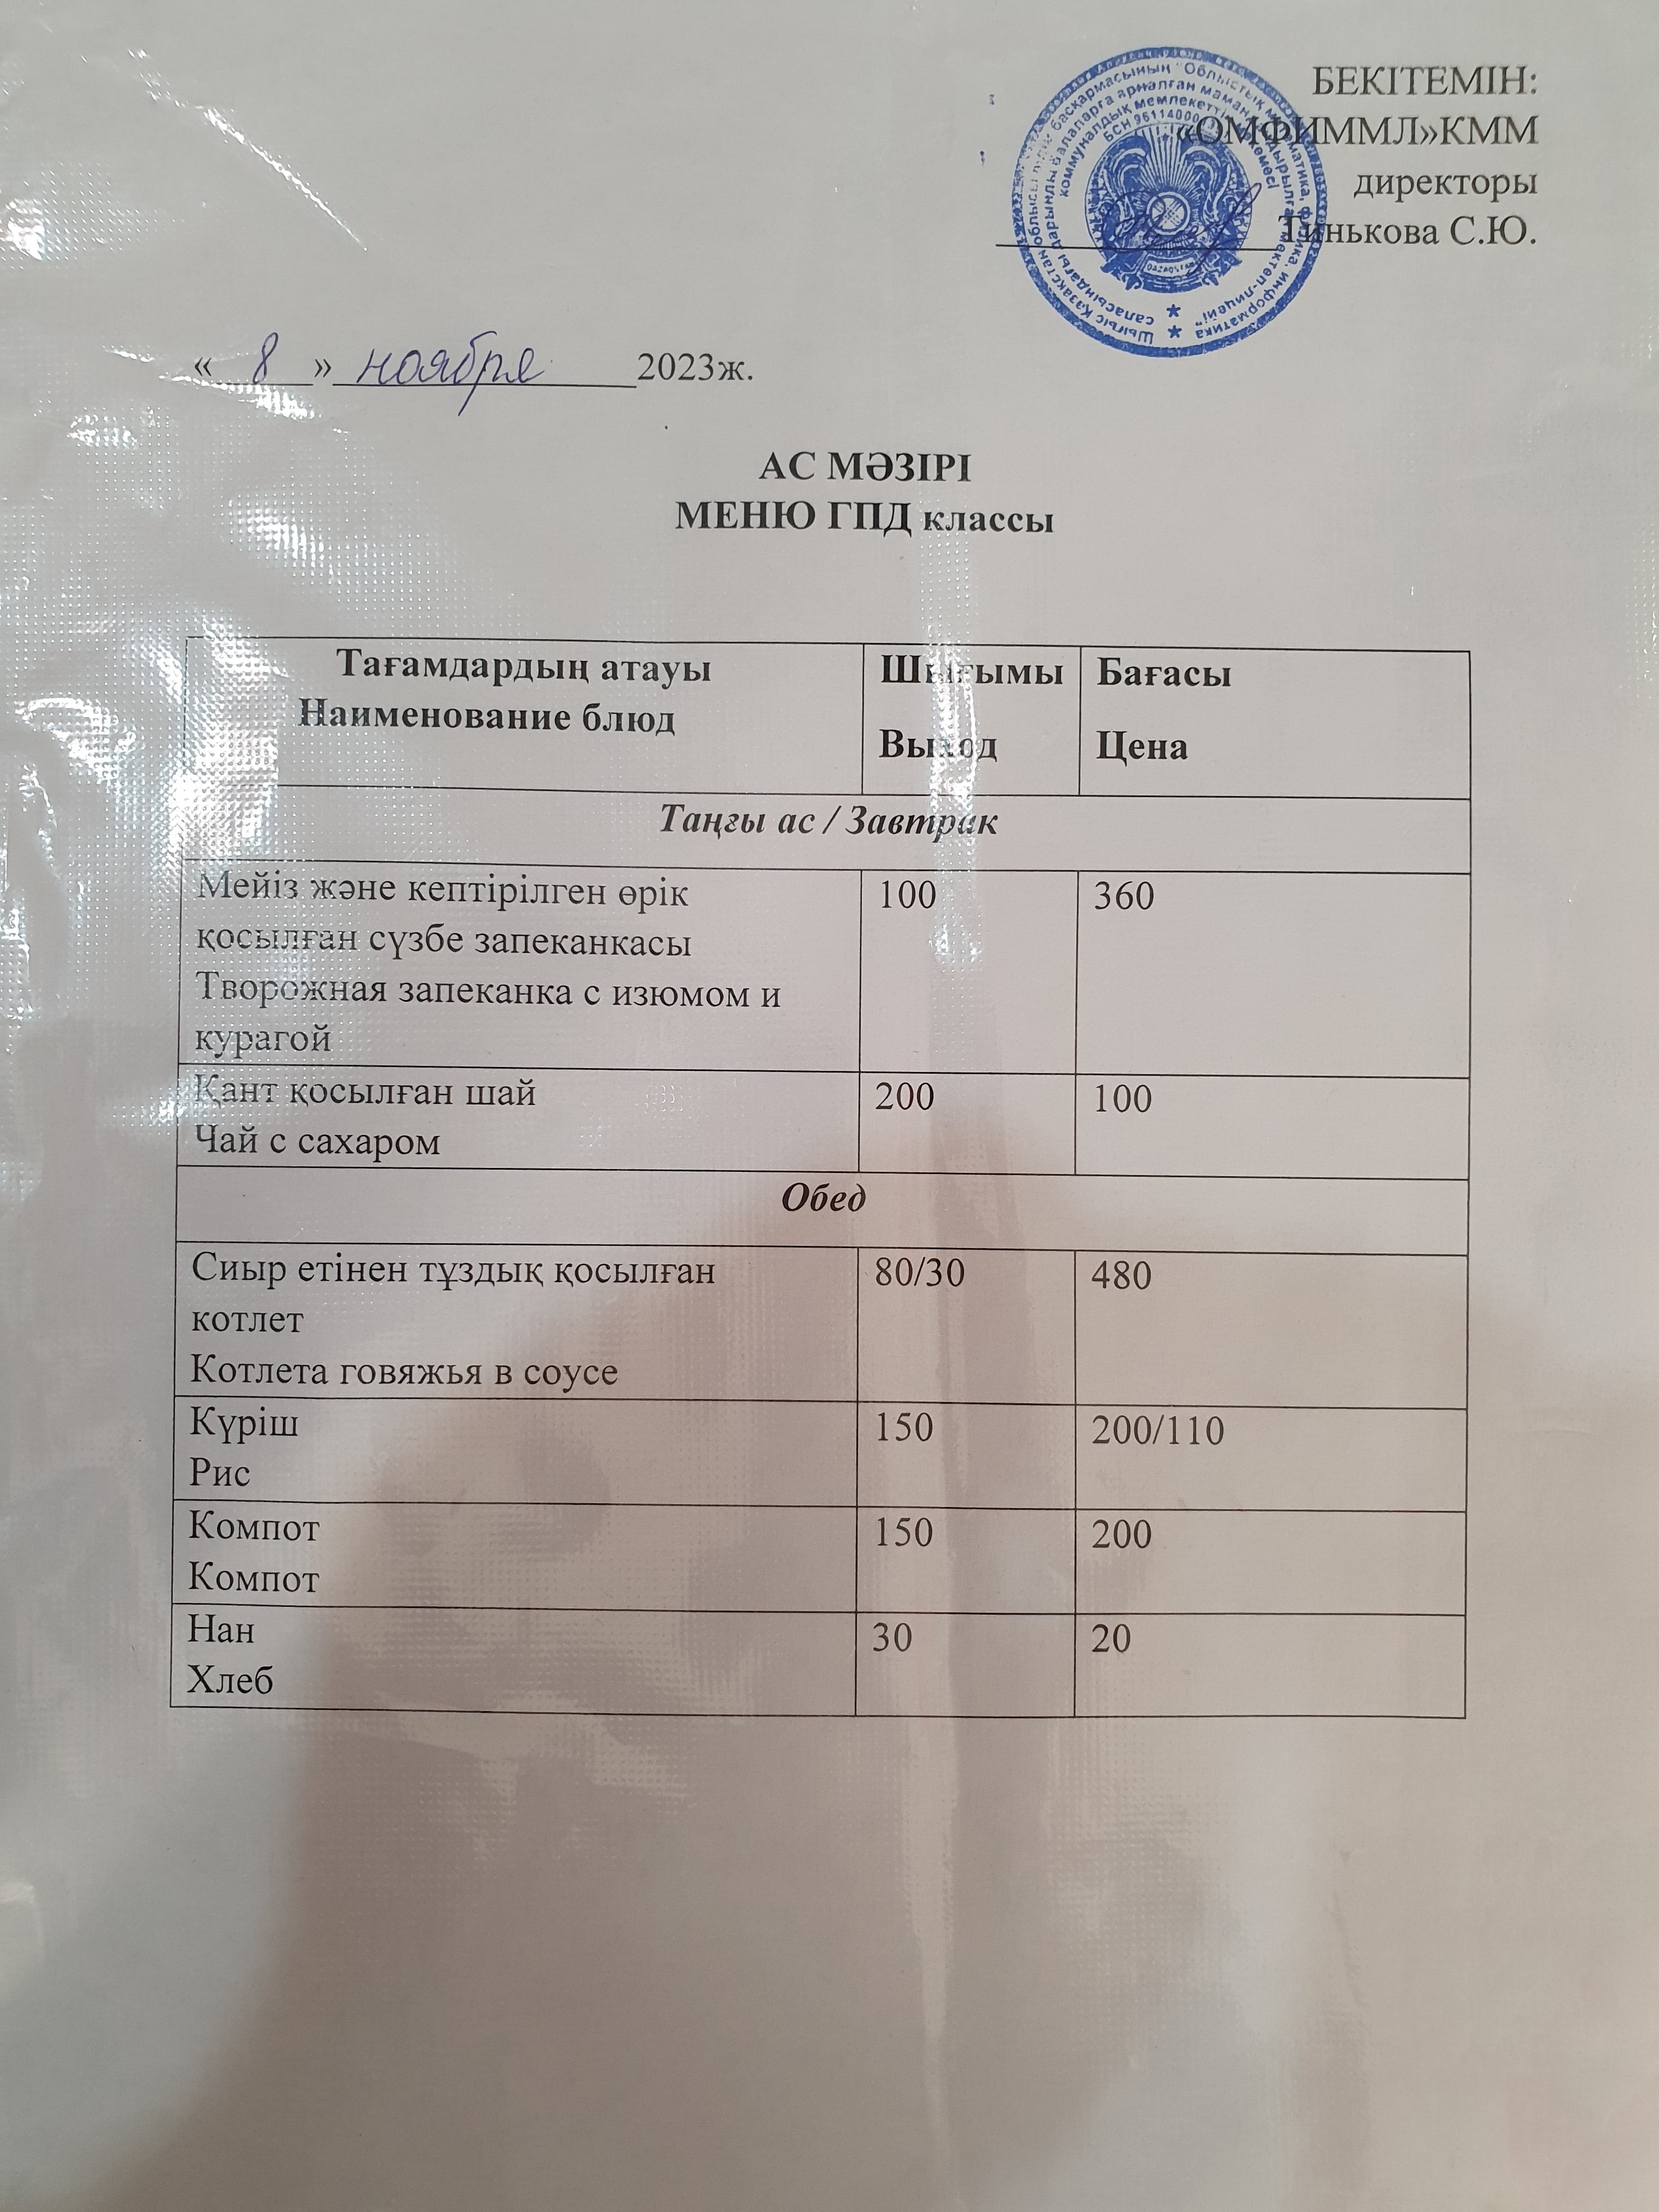 БЕКІТЕМІН:
«ОМФИММЛ»КММ
директоры
Тинькова С.Ю.
« 8 » ноября 2023ж.
АС МӘЗІРІ
МЕНЮ ГПД классы
Тағамдардың атауы
Наименование блюд
Шығымы
Выход
Бағасы
Цена
Таңғы ас / Завтрак
Мейіз және кептірілген өрік
қосылған сүзбе запеканкасы
Творожная запеканка с изюмом и
курагой
100
360
Қант қосылған шай
Чай с сахаром
200
100
Обед
Сиыр етінен тұздық қосылған
котлет
Котлета говяжья в соусе
80/30
480
Күріш
Рис
150
200/110
Компот
Компот
150
200
Нан
Хлеб
30
20